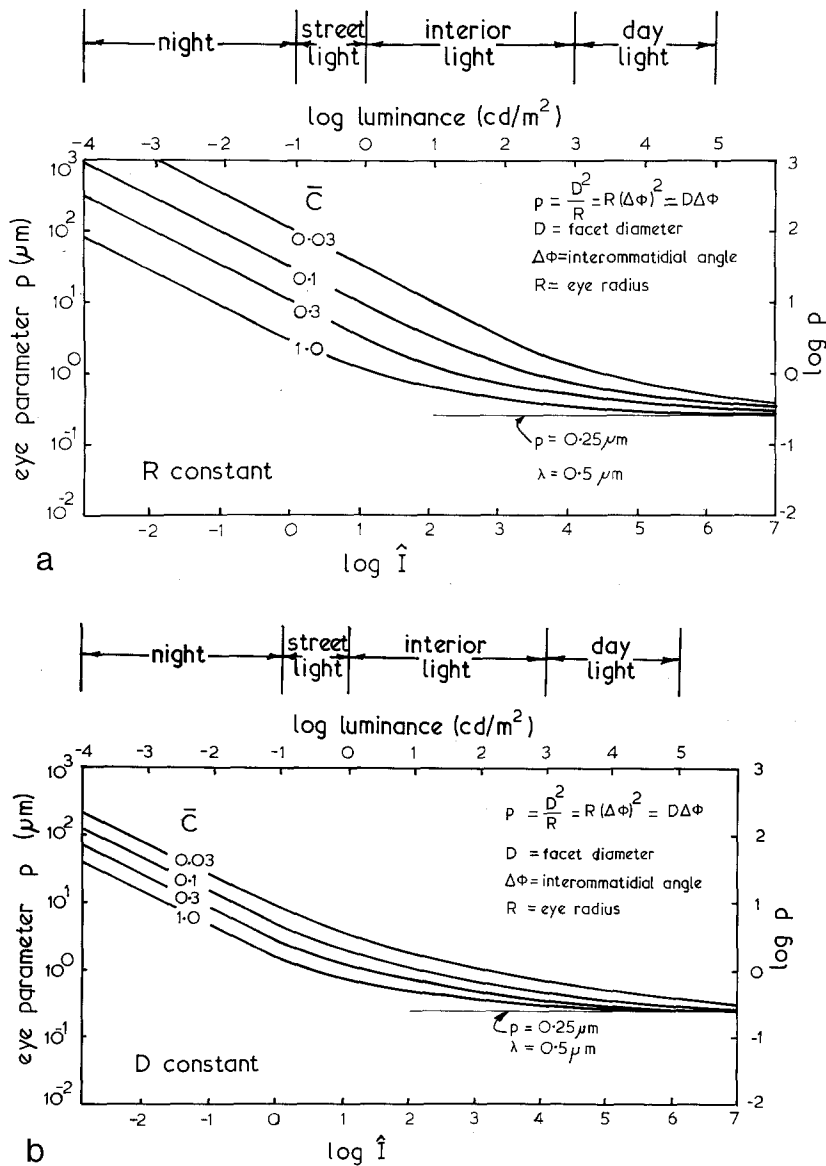 night street light interior light day light
log luminance (cd/m²)
-4 -3 -2 -1 0 1 2 3 4 5
eye parameter p (μm)
10³ 10² 10¹ 10⁰ 10¹ 10⁻²
C̄
0·03
0·1
0·3
1·0
p = D²/R = R(ΔΦ)² = DΔΦ
D = facet diameter
ΔΦ=interommatidial angle
R= eye radius
p = 0·25 μm
λ = 0·5 μm
R constant
3 2 1 0 -1 -2
log p
-2 -1 0 1 2 3 4 5 6 7
log Î
a
night street light interior light day light
log luminance (cd/m²)
-4 -3 -2 -1 0 1 2 3 4 5
eye parameter p (μm)
10³ 10² 10¹ 10⁰ 10¹ 10⁻²
C̄
0·03
0·1
0·3
1·0
p = D²/R = R(ΔΦ)² = DΔΦ
D = facet diameter
ΔΦ=interommatidial angle
R = eye radius
p = 0·25 μm
λ = 0·5 μm
D constant
3 2 1 0 -1 -2
log p
-2 -1 0 1 2 3 4 5 6 7
log Î
b